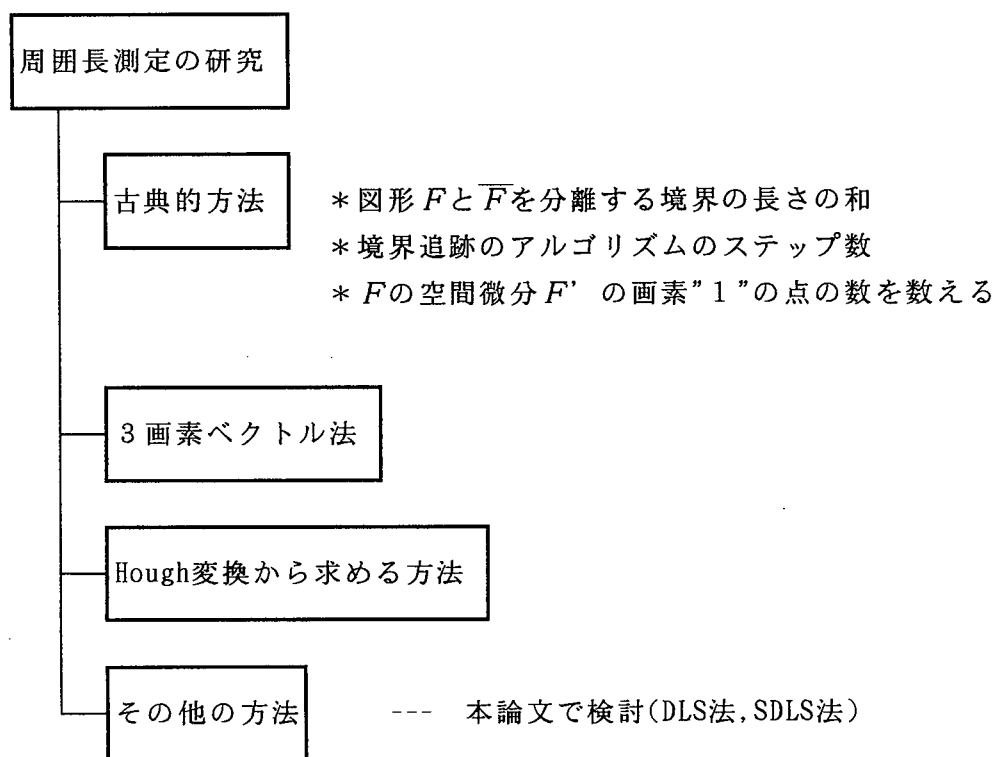 周囲長測定の研究
古典的方法
＊図形FとF̅を分離する境界の長さの和
＊境界追跡のアルゴリズムのステップ数
＊Fの空間微分F’の画素”１”の点の数を数える
３画素ベクトル法
Hough変換から求める方法
その他の方法 --- 本論文で検討(DLS法,SDLS法)